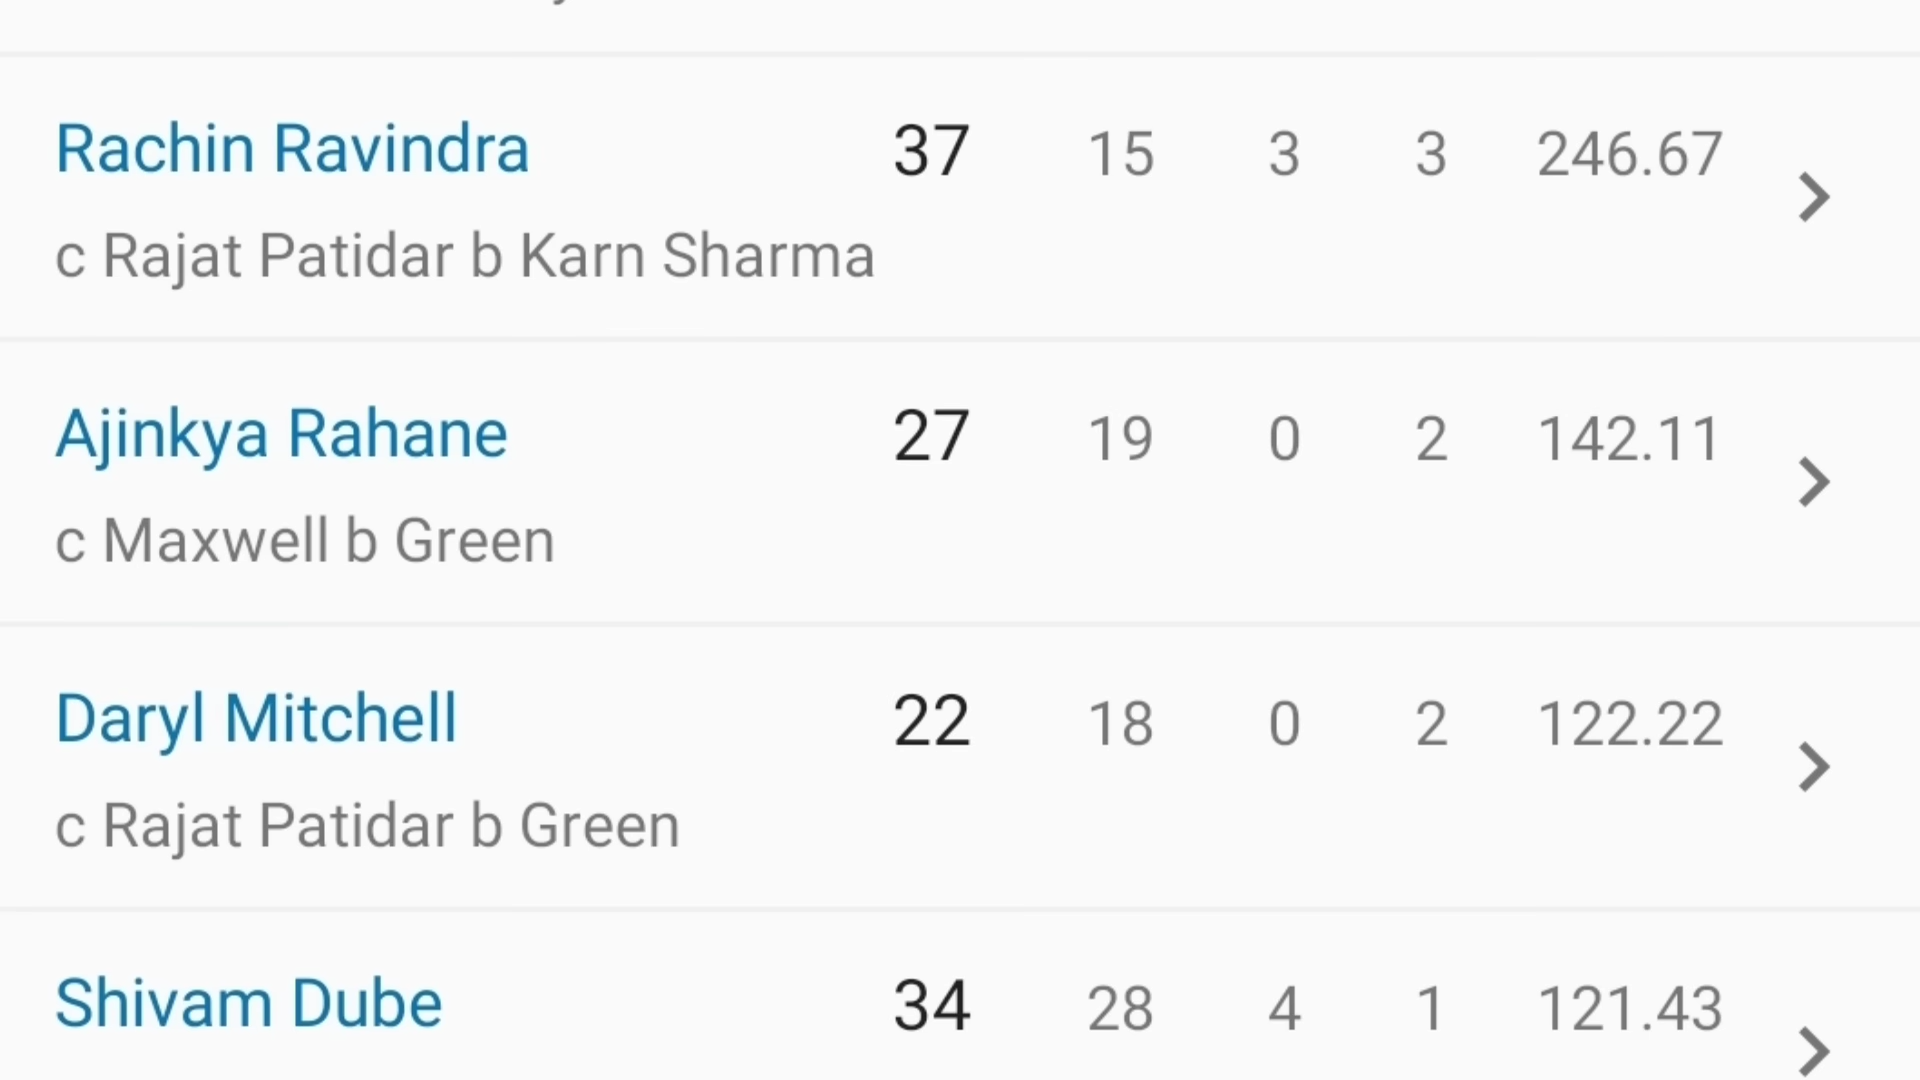 Rachin Ravindra 37 15 3 3 246.67
c Rajat Patidar b Karn Sharma
Ajinkya Rahane 27 19 0 2 142.11
c Maxwell b Green
Daryl Mitchell 22 18 0 2 122.22
c Rajat Patidar b Green
Shivam Dube 34 28 4 1 121.43